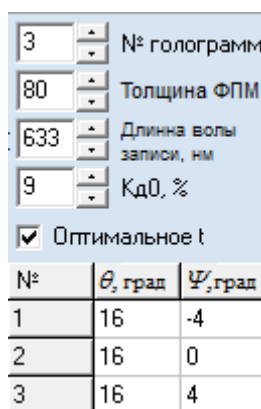 3 № голограмм
80 Толщина ФПМ
633 Длинна волы
записи, нм
9 Кд0, %
Оптимальное t
№ θ, град Ψ,град
1 16 -4
2 16 0
3 16 4